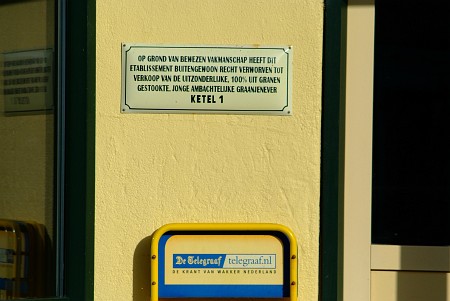 OP GROND VAN BEWEZEN VAKMANSCHAP HEEFT DIT
ETABLISSEMENT BUITENGEWOON RECHT VERWORVEN TOT
VERKOOP VAN DE UITZONDERLIJKE, 100% UIT GRANEN
GESTOOKTE, JONGE AMBACHTELIJKE GRAANJENEVER
KETEL 1
De Telegraaf telegraaf.nl
DE KRANT VAN WAKKER NEDERLAND